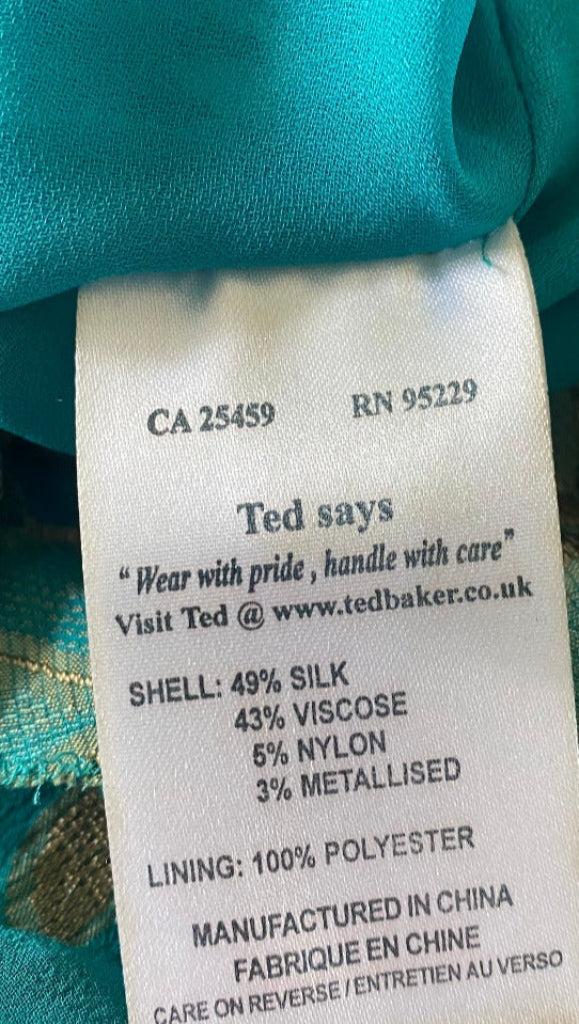 CA 25459 RN 95229
Ted says
“Wear with pride , handle with care”
Visit Ted @ www.tedbaker.co.uk
SHELL: 49% SILK
43% VISCOSE
5% NYLON
3% METALLISED
LINING: 100% POLYESTER
MANUFACTURED IN CHINA
FABRIQUE EN CHINE
CARE ON REVERSE / ENTRETIEN AU VERSO